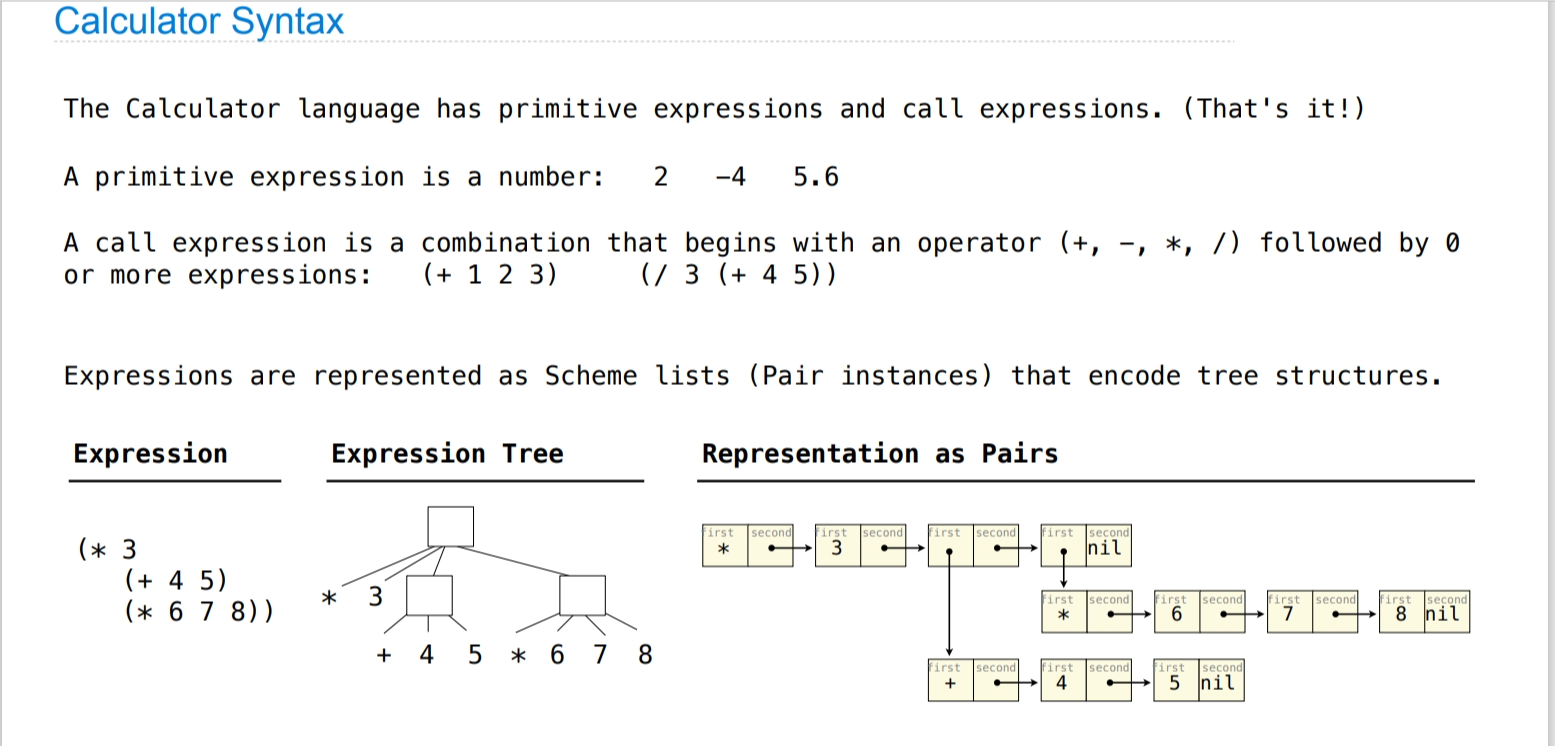 Calculator Syntax
The Calculator language has primitive expressions and call expressions. (That's it!)
A primitive expression is a number:   2   −4   5.6
A call expression is a combination that begins with an operator (+, −, *, /) followed by 0
or more expressions:   (+ 1 2 3)     (/ 3 (+ 4 5))
Expressions are represented as Scheme lists (Pair instances) that encode tree structures.
Expression
(* 3
(+ 4 5)
(* 6 7 8))
Expression Tree
* 3
+ 4 5 * 6 7 8
Representation as Pairs
first second first second first second first second
* 3 nil
first second first second first second first second
* 6 7 8 nil
first second first second first second
+ 4 5 nil